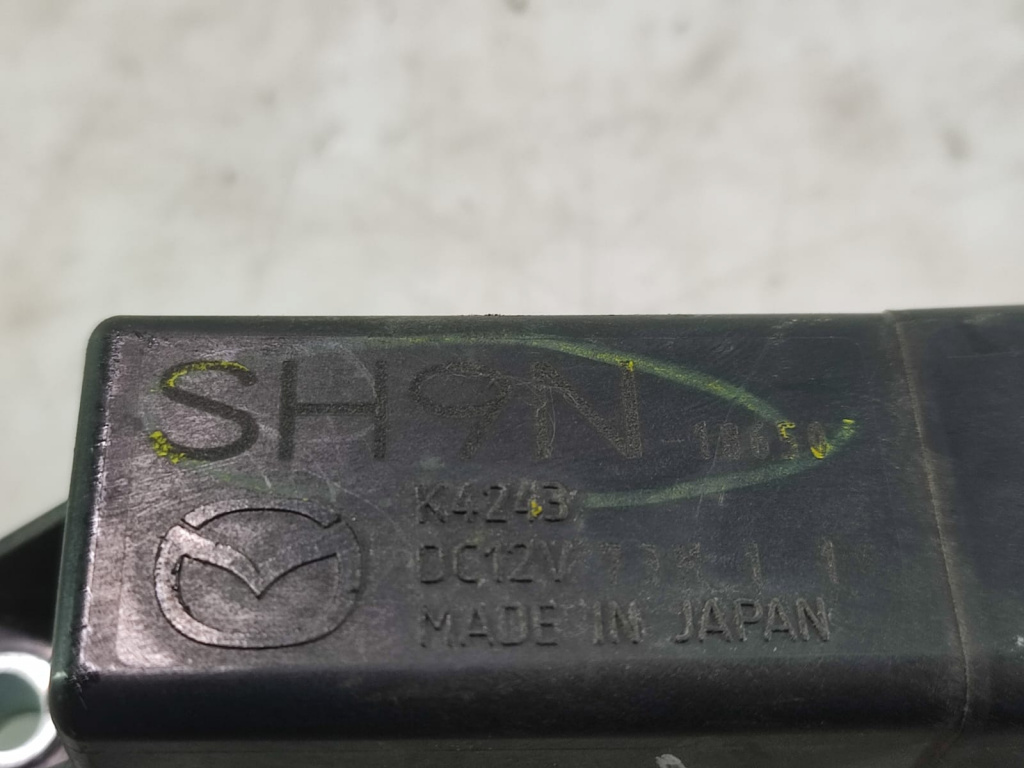 SH9N
K4243
DC12V
MADE IN JAPAN